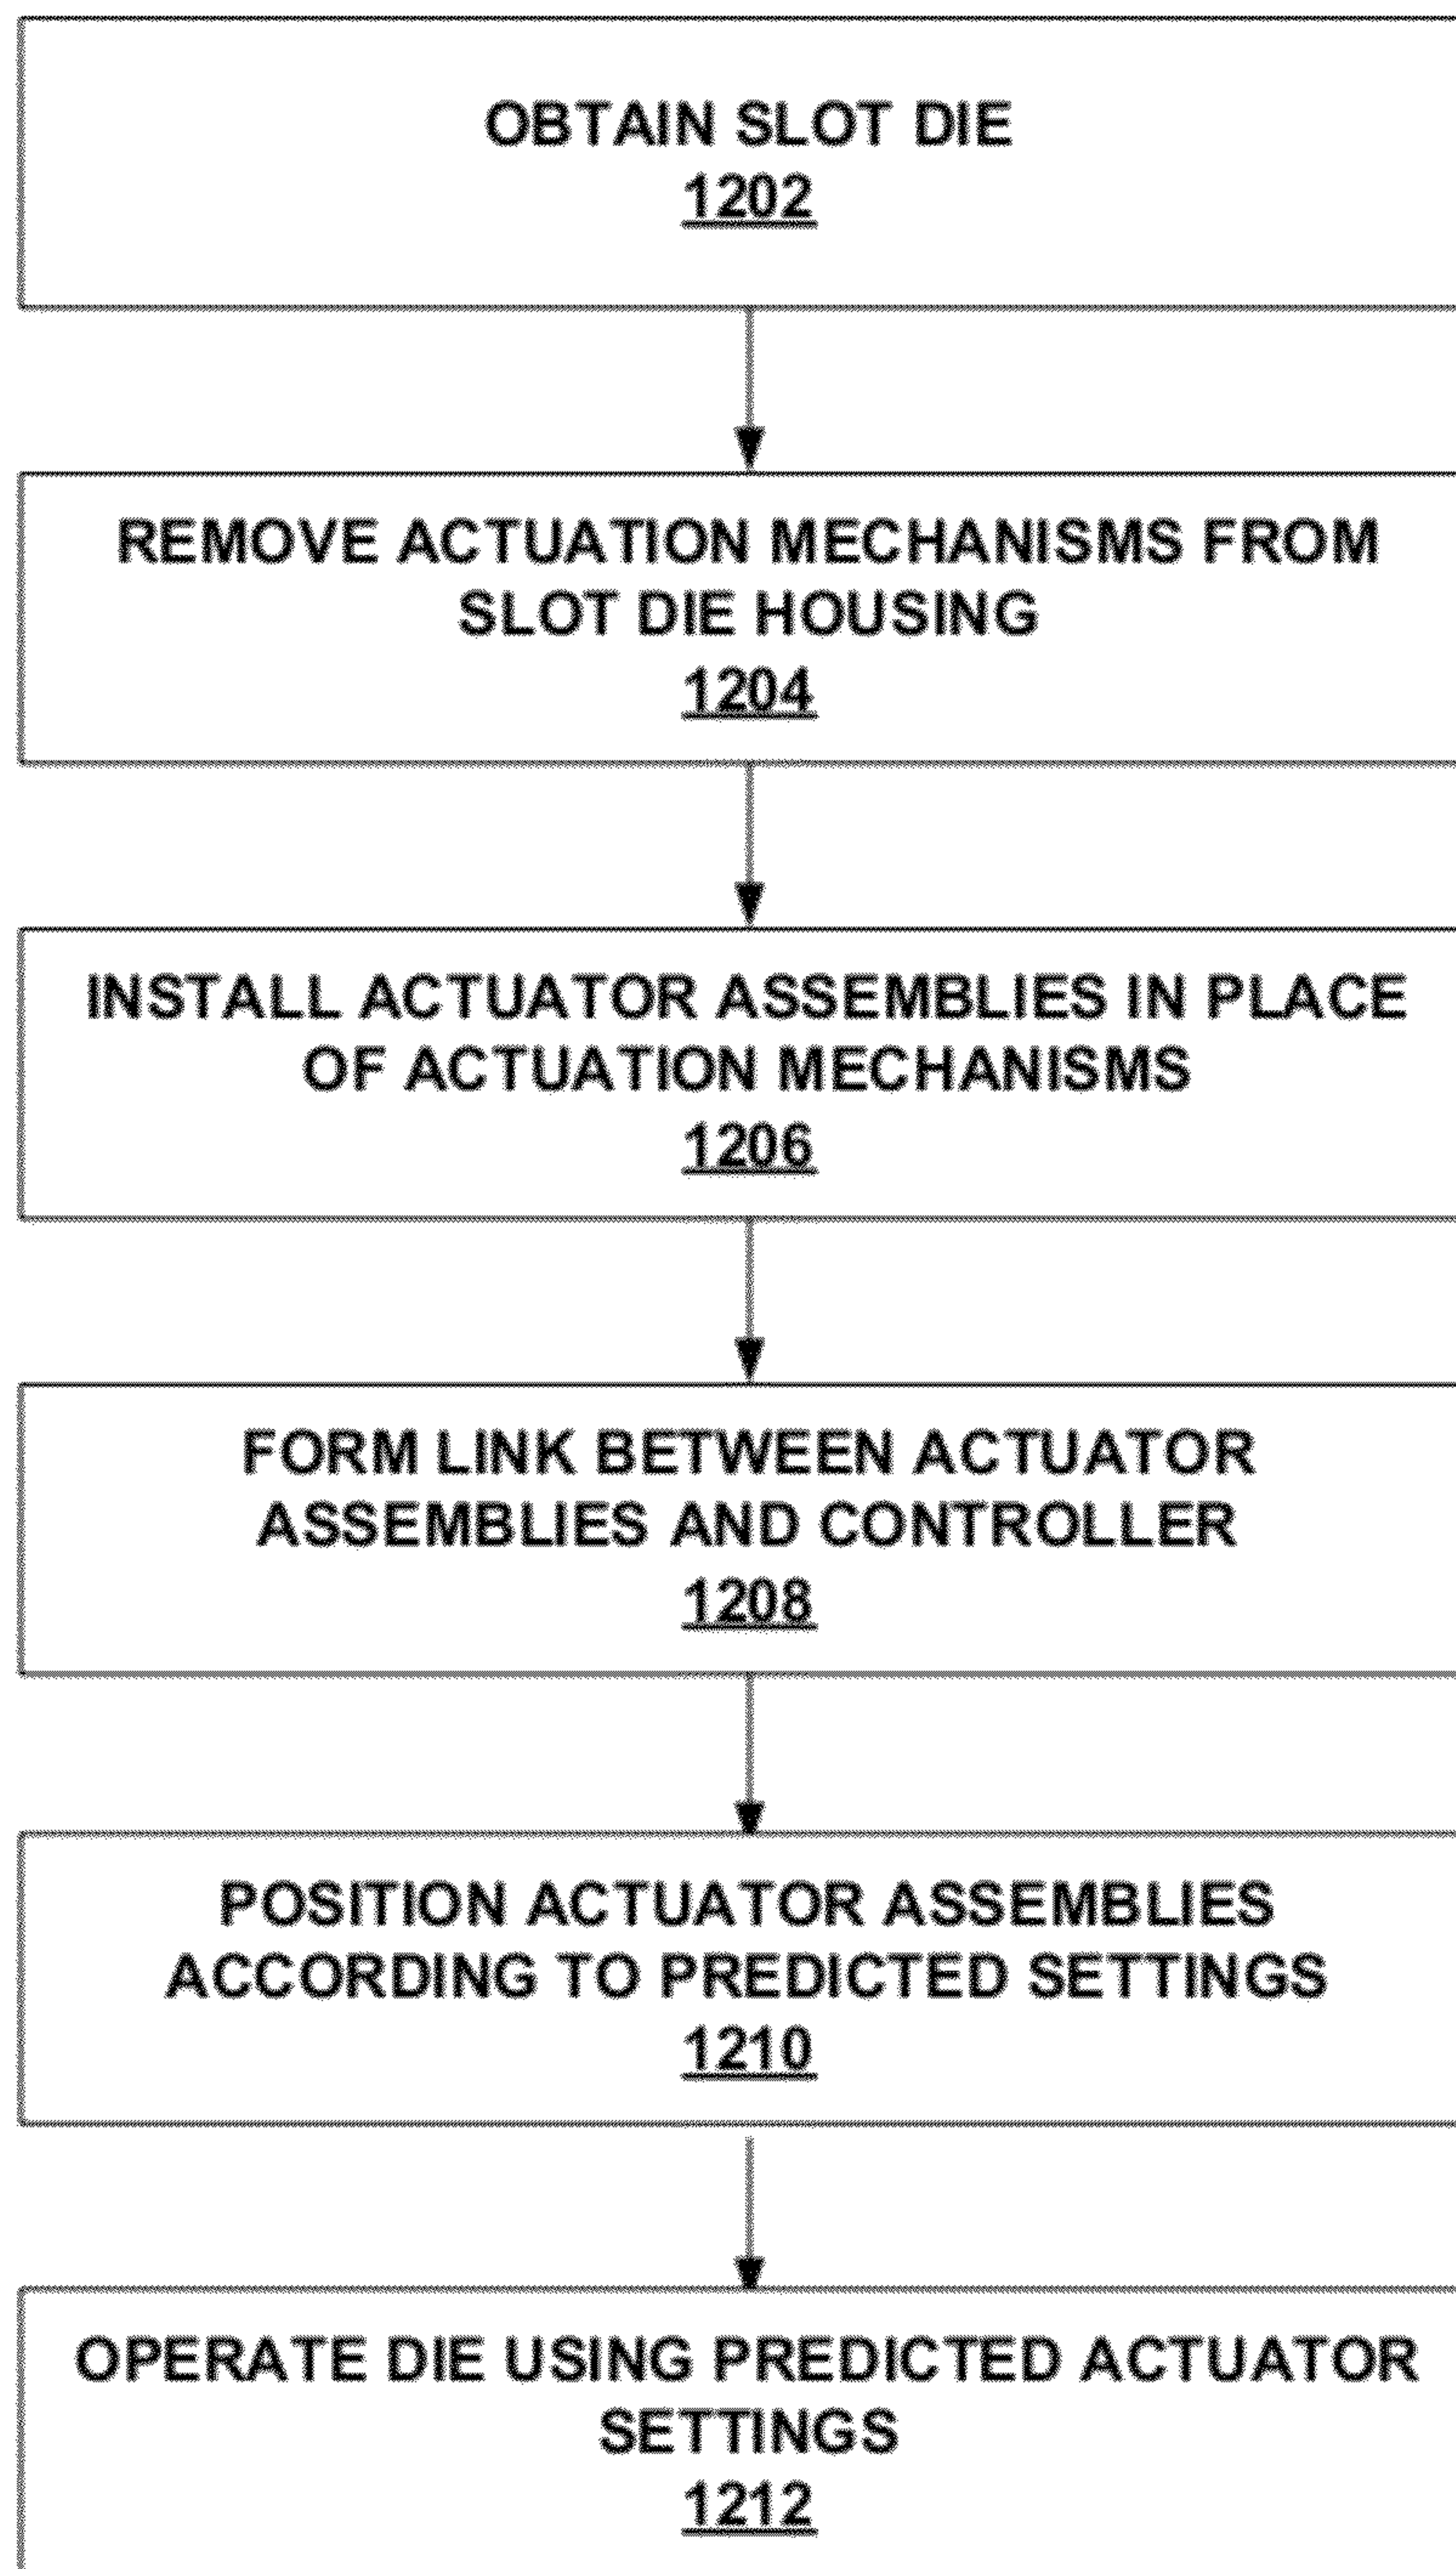 OBTAIN SLOT DIE
1202
REMOVE ACTUATION MECHANISMS FROM
SLOT DIE HOUSING
1204
INSTALL ACTUATOR ASSEMBLIES IN PLACE
OF ACTUATION MECHANISMS
1206
FORM LINK BETWEEN ACTUATOR
ASSEMBLIES AND CONTROLLER
1208
POSITION ACTUATOR ASSEMBLIES
ACCORDING TO PREDICTED SETTINGS
1210
OPERATE DIE USING PREDICTED ACTUATOR
SETTINGS
1212